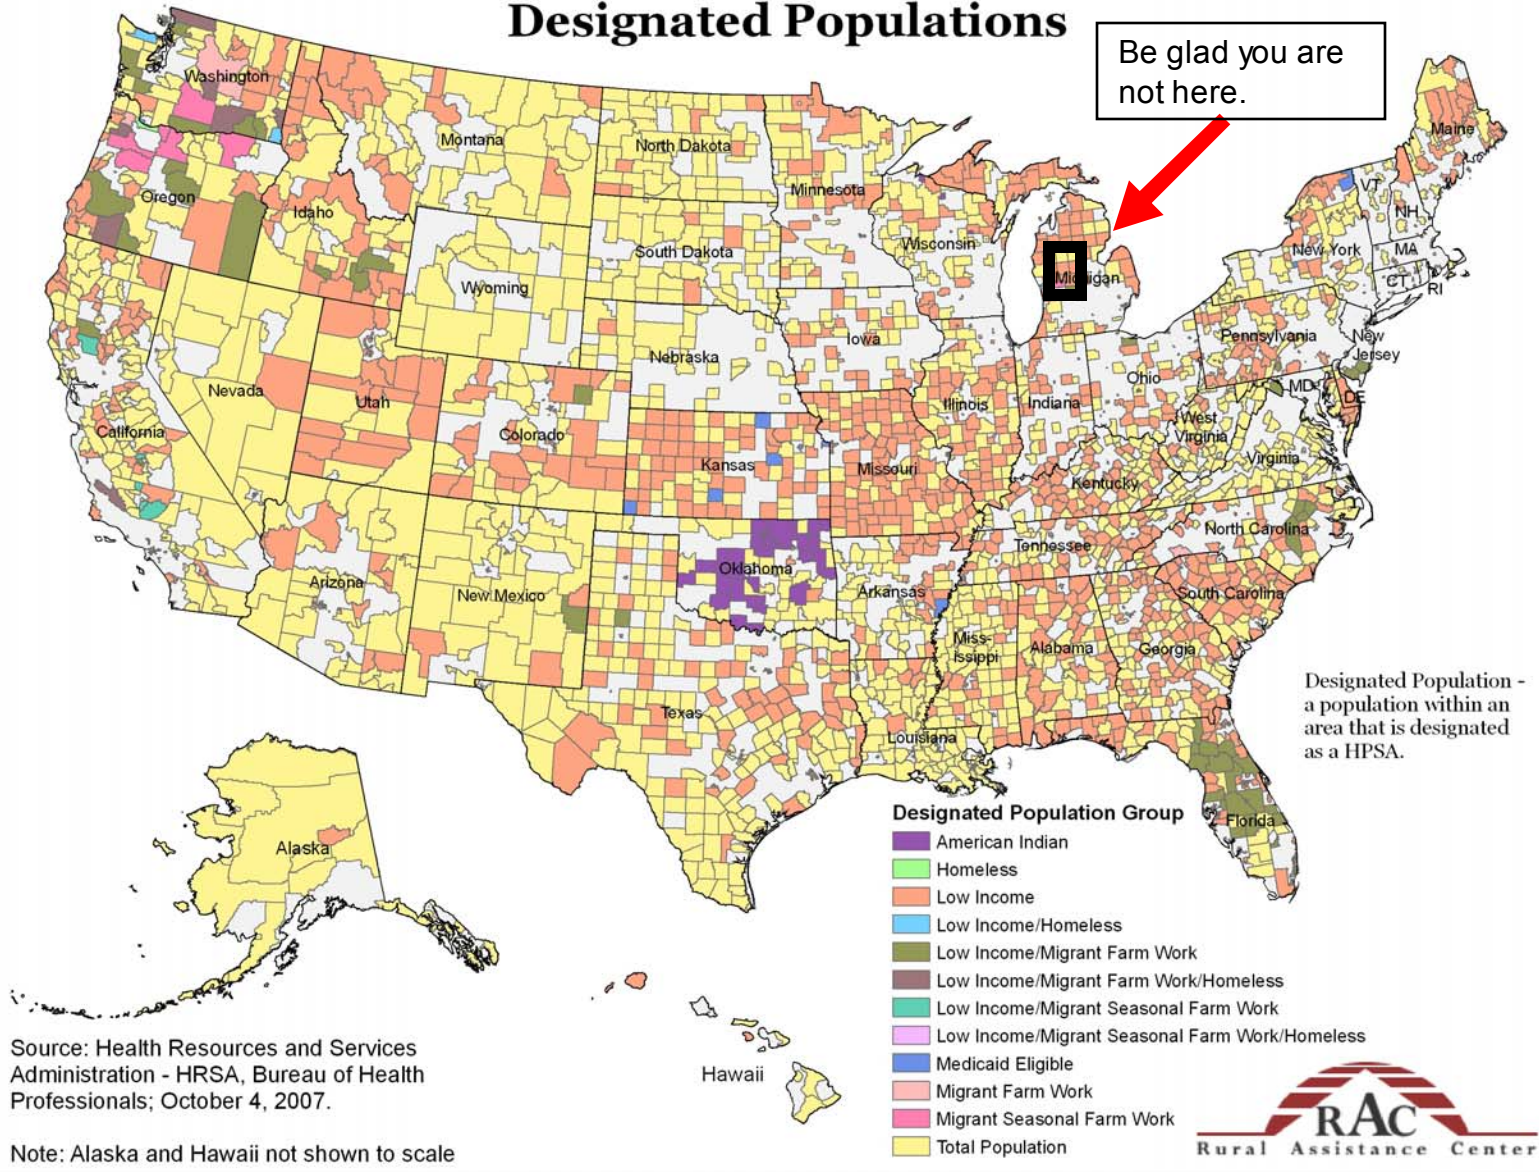 Designated Populations
Be glad you are
not here.
Washington
Montana
North Dakota
Minnesota
Maine
Oregon
Idaho
South Dakota
Wisconsin
Michigan
VT
NH
New York
MA
CT
RI
Wyoming
Iowa
Pennsylvania
New
Jersey
Nebraska
Ohio
MD
DE
Nevada
Utah
Illinois
Indiana
West
Virginia
California
Colorado
Kansas
Missouri
Virginia
Kentucky
North Carolina
Tennessee
Oklahoma
Arizona
New Mexico
Arkansas
South Carolina
Miss-
issippi
Alabama
Georgia
Texas
Louisiana
Florida
Alaska
Hawaii
Designated Population -
a population within an
area that is designated
as a HPSA.
Designated Population Group
American Indian
Homeless
Low Income
Low Income/Homeless
Low Income/Migrant Farm Work
Low Income/Migrant Farm Work/Homeless
Low Income/Migrant Seasonal Farm Work
Low Income/Migrant Seasonal Farm Work/Homeless
Medicaid Eligible
Migrant Farm Work
Migrant Seasonal Farm Work
Total Population
Source: Health Resources and Services
Administration - HRSA, Bureau of Health
Professionals; October 4, 2007.
Note: Alaska and Hawaii not shown to scale
RAC
Rural Assistance Center